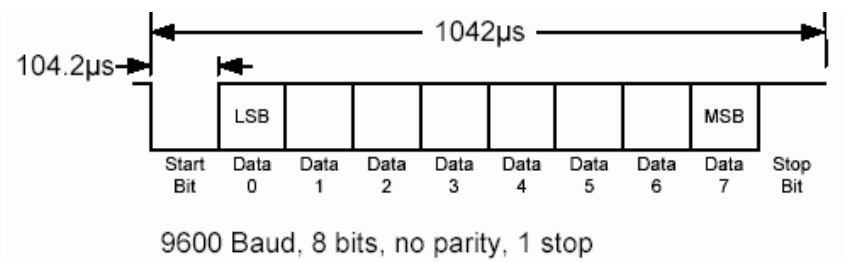 1042µs
104.2µs
LSB MSB
Start Data Data Data Data Data Data Data Data Stop
Bit 0 1 2 3 4 5 6 7 Bit
9600 Baud, 8 bits, no parity, 1 stop